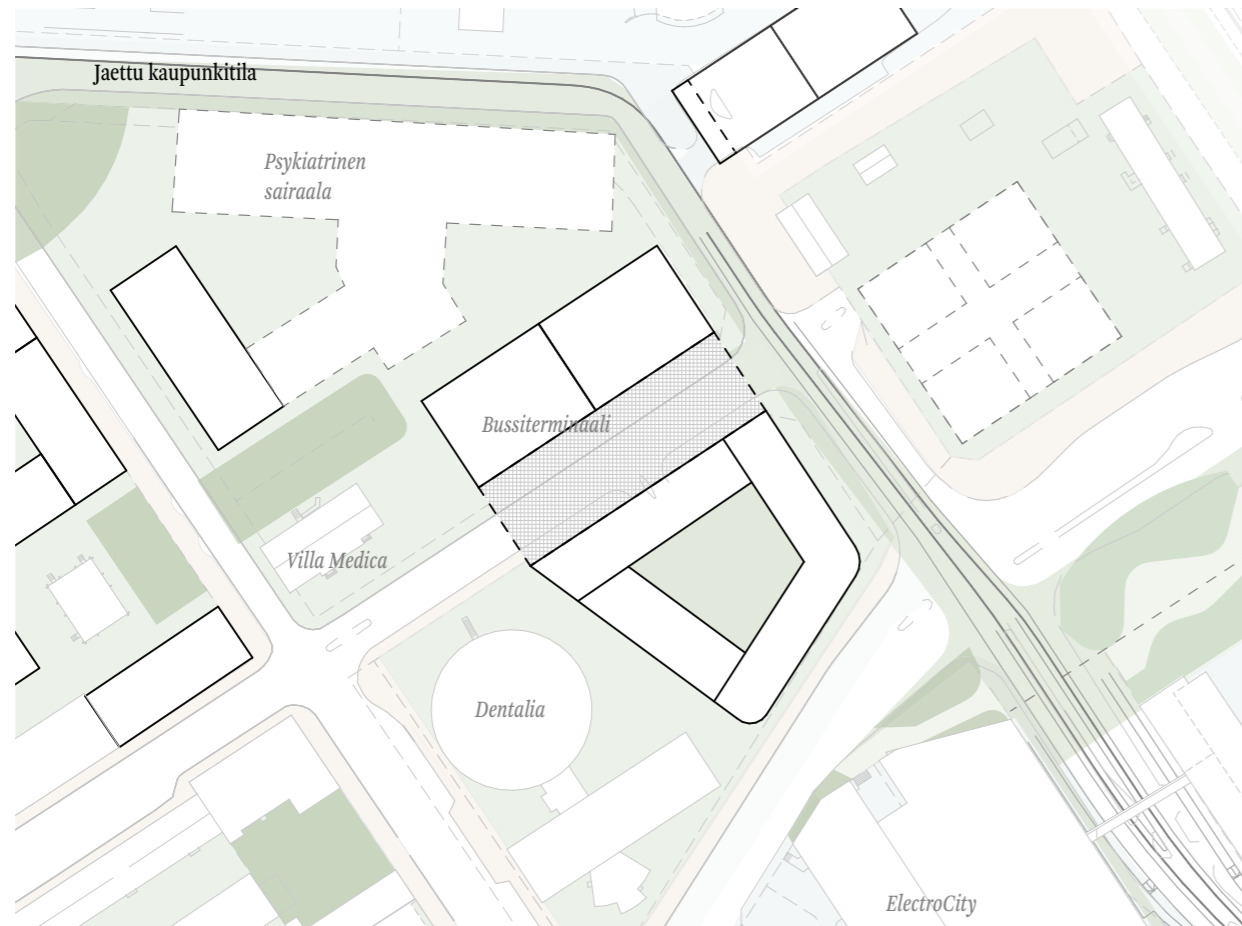 Jaettu kaupunkitila
Psykiatrinen
sairaala
Bussiterminaali
Villa Medica
Dentalia
ElectroCity